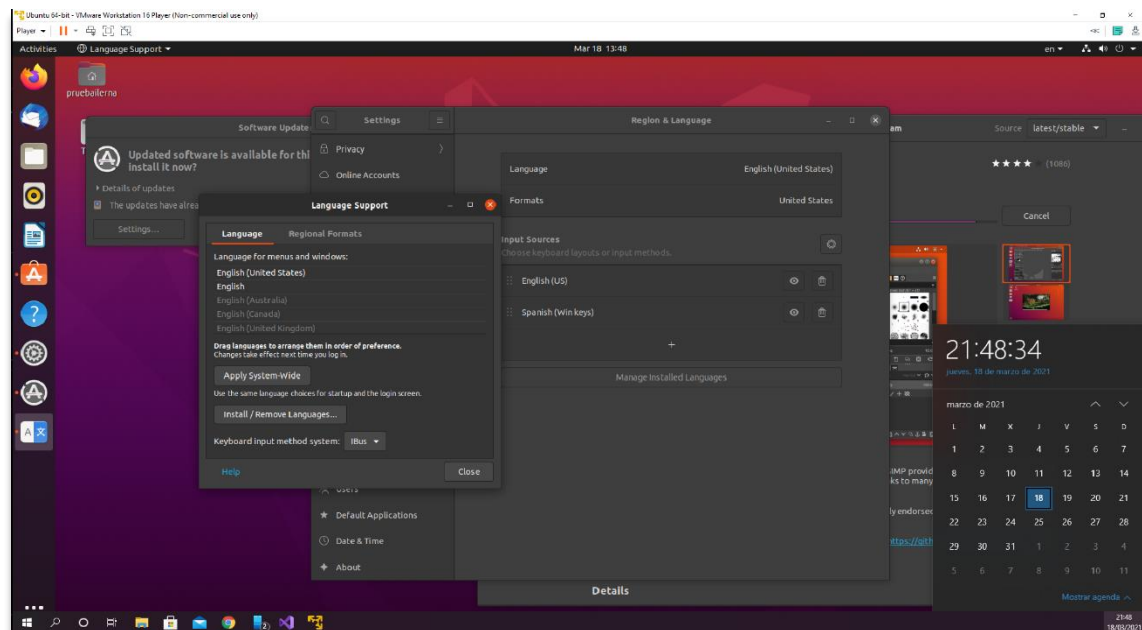 Ubuntu 64-bit - VMware Workstation 16 Player (Non-commercial use only)
Player
Activities Language Support Mar 18 13:48 en
pruebailerna
Software Update
Updated software is available for thi
install it now?
Details of updates
The updates have alrea
Settings...
Settings
Privacy
Online Accounts
Users
Default Applications
Date & Time
About
Region & Language
Language English (United States)
Formats United States
Input Sources
Choose keyboard layouts or input methods.
English (US)
Spanish (Win keys)
+
Manage Installed Languages
Language Support
Language Regional Formats
Language for menus and windows:
English (United States)
English
English (Australia)
English (Canada)
English (United Kingdom)
Drag languages to arrange them in order of preference.
Changes take effect next time you log in.
Apply System-Wide
Use the same language choices for startup and the login screen.
Install / Remove Languages...
Keyboard input method system: IBus
Help Close
am Source latest/stable
(1086)
Cancel
IMP provid
ks to many
ly endorsed
https://gith
Details
21:48:34
jueves, 18 de marzo de 2021
marzo de 2021
L M X J V S D
1 2 3 4 5 6 7
8 9 10 11 12 13 14
15 16 17 18 19 20 21
22 23 24 25 26 27 28
29 30 31 1 2 3 4
5 6 7 8 9 10 11
Mostrar agenda
21:48
18/03/2021